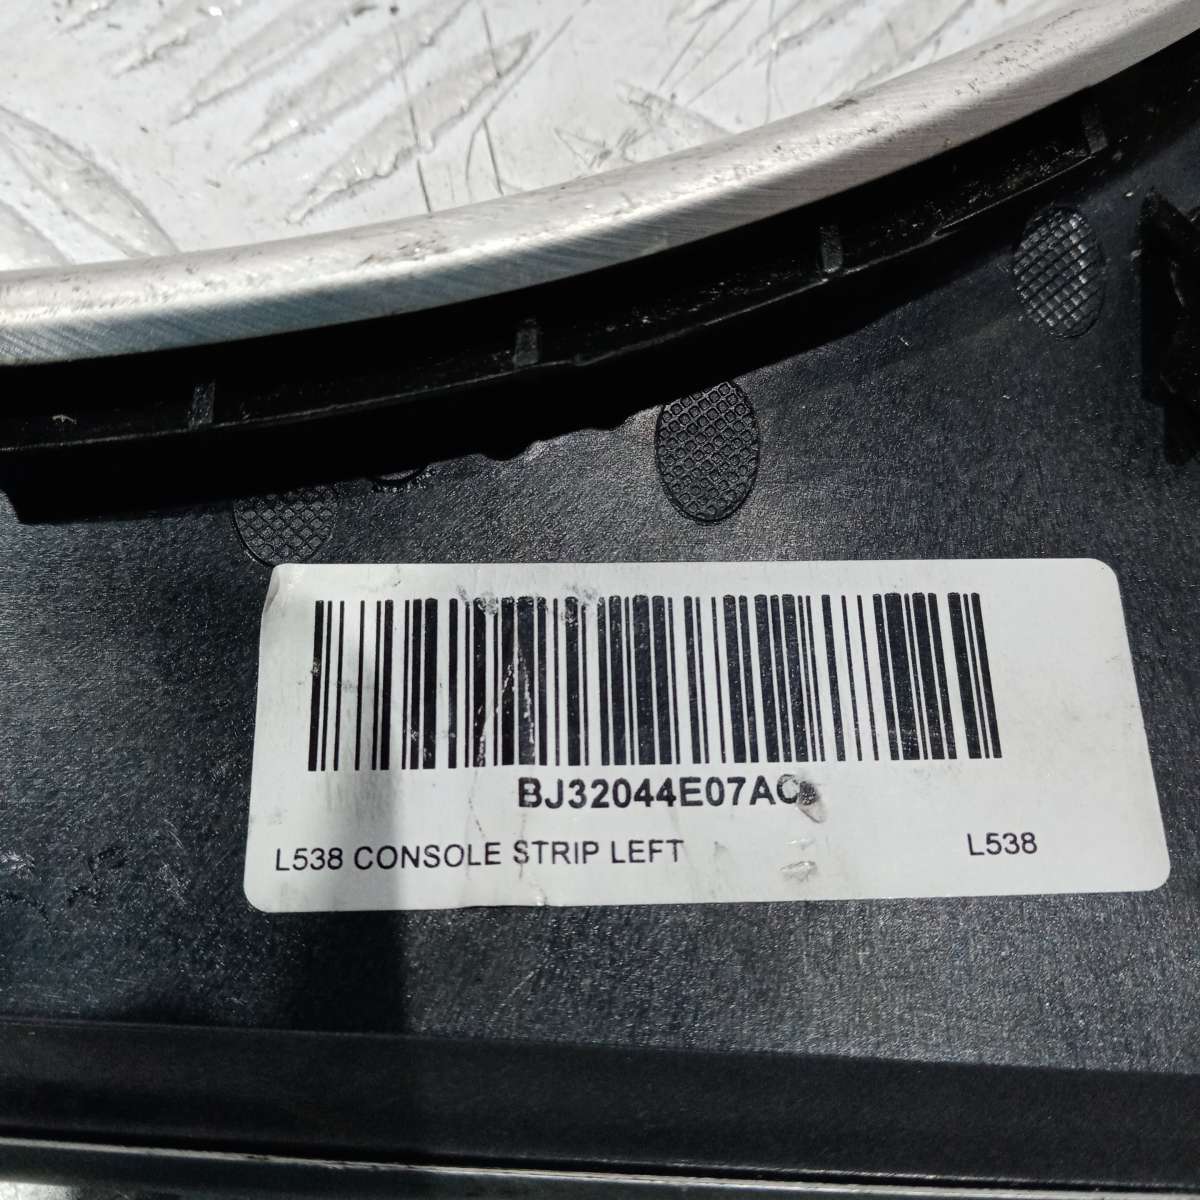 BJ32044E07AC
L538 CONSOLE STRIP LEFT L538